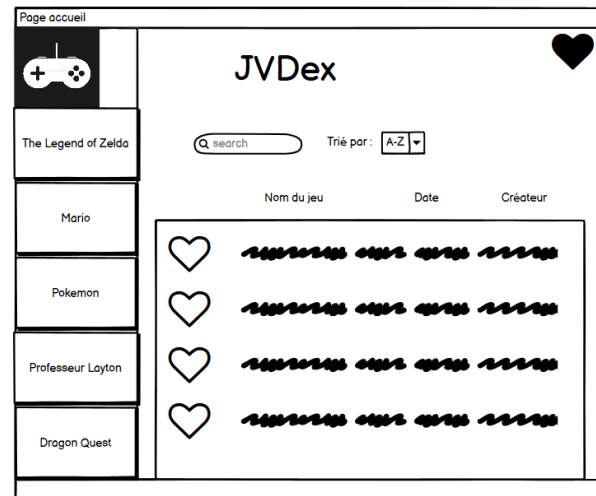 Page accueil
JVDex
The Legend of Zelda
search
Trié par :
A-Z
Nom du jeu
Date
Créateur
Mario
Pokemon
Professeur Layton
Dragon Quest